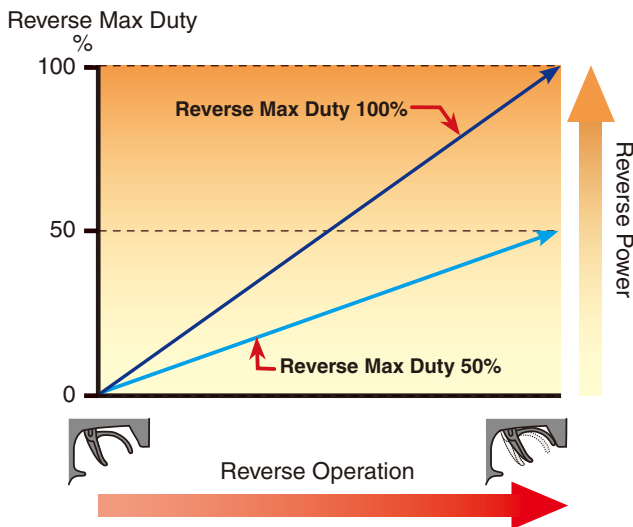 Reverse Max Duty
%
100
Reverse Max Duty 100%
50
Reverse Max Duty 50%
0
Reverse Power
Reverse Operation